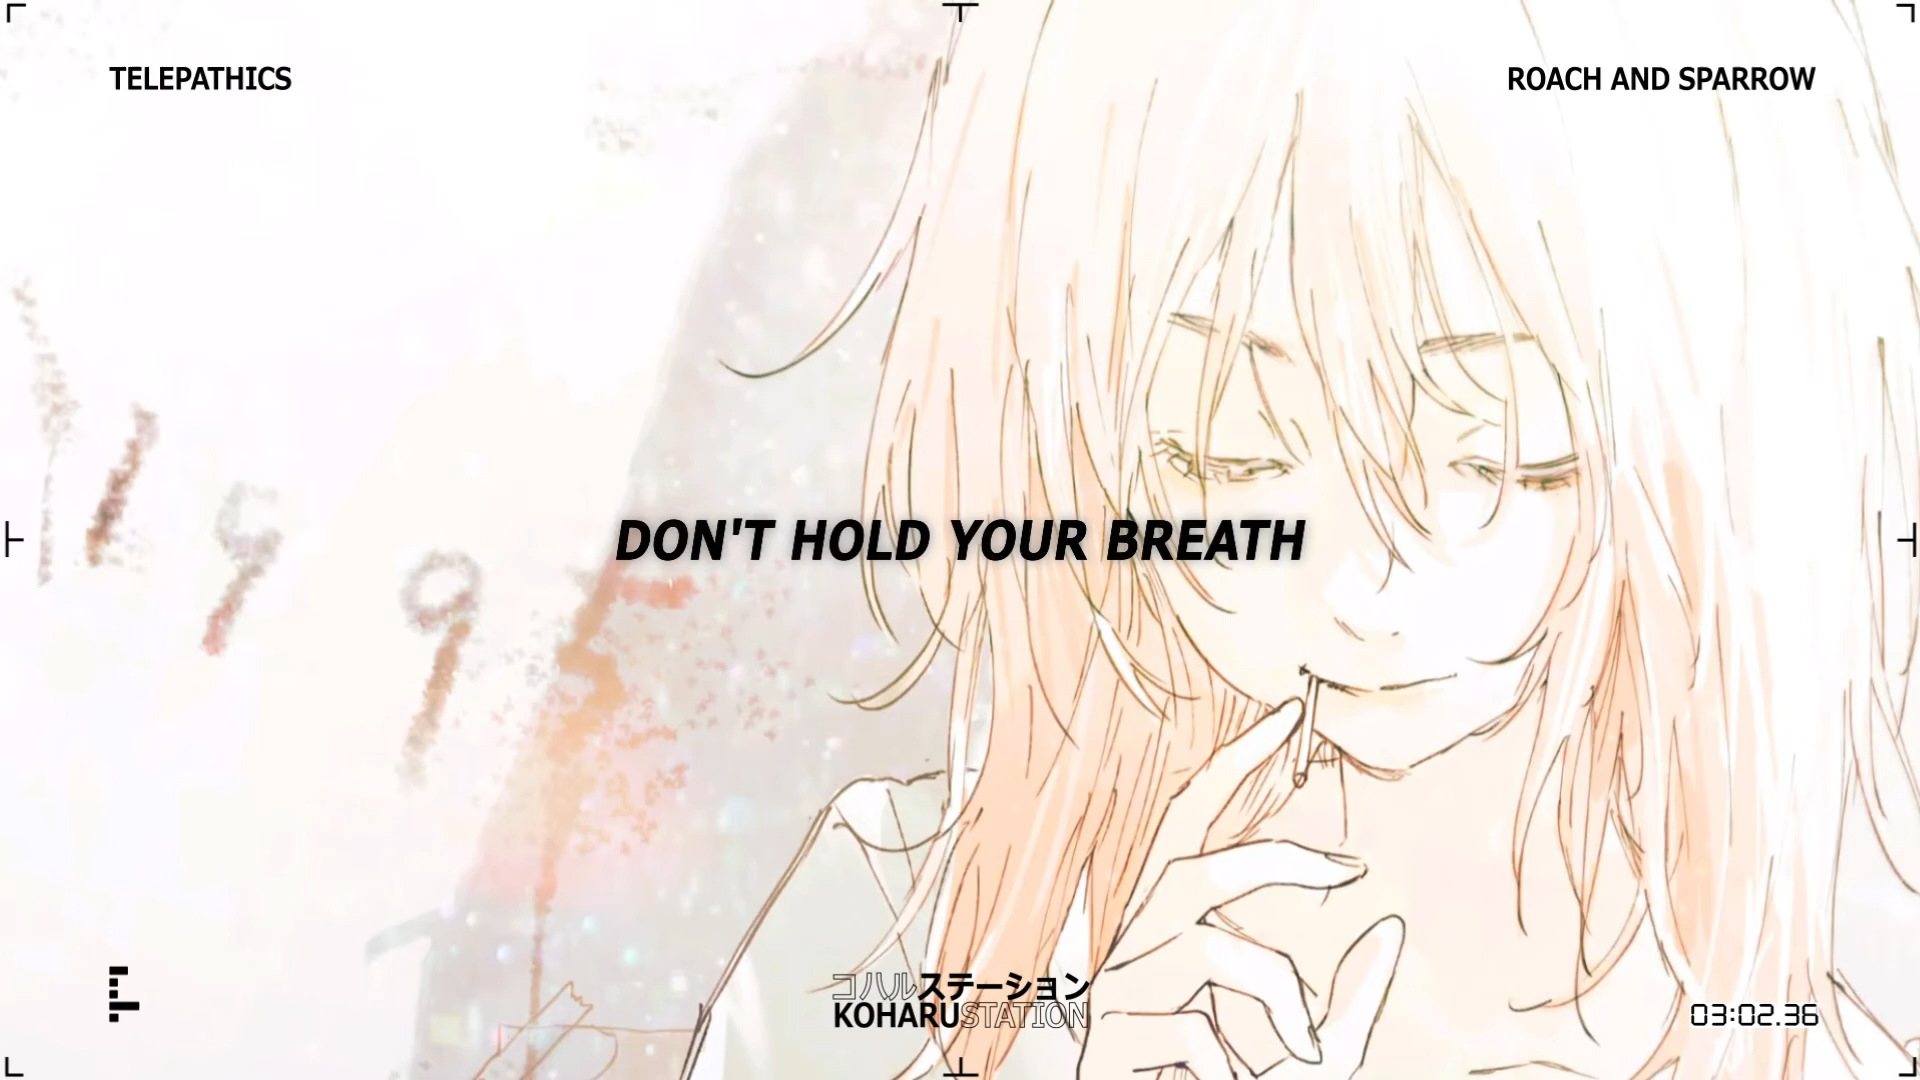 TELEPATHICS
ROACH AND SPARROW
199
DON'T HOLD YOUR BREATH
コハルステーション
KOHARUSTATION
03:02.36